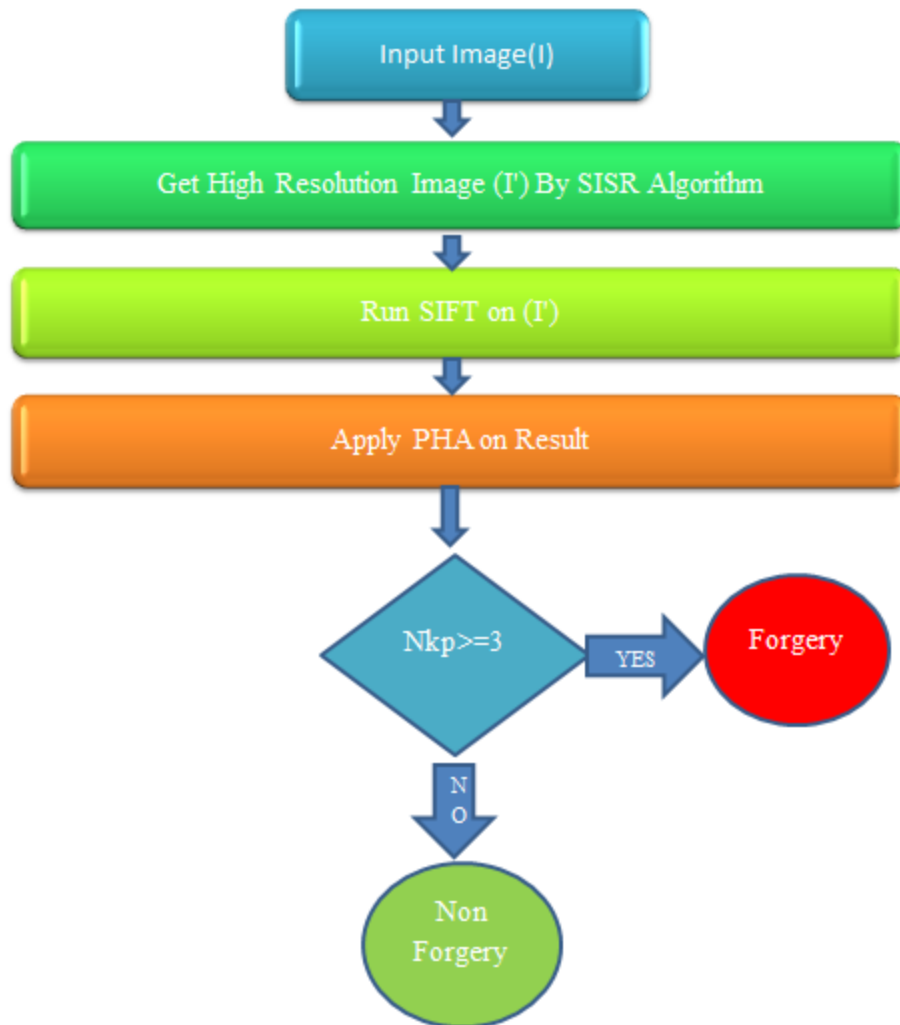 Input Image(I)
Get High Resolution Image (I') By SISR Algorithm
Run SIFT on (I')
Apply PHA on Result
Nkp>=3
YES
Forgery
N
O
Non
Forgery